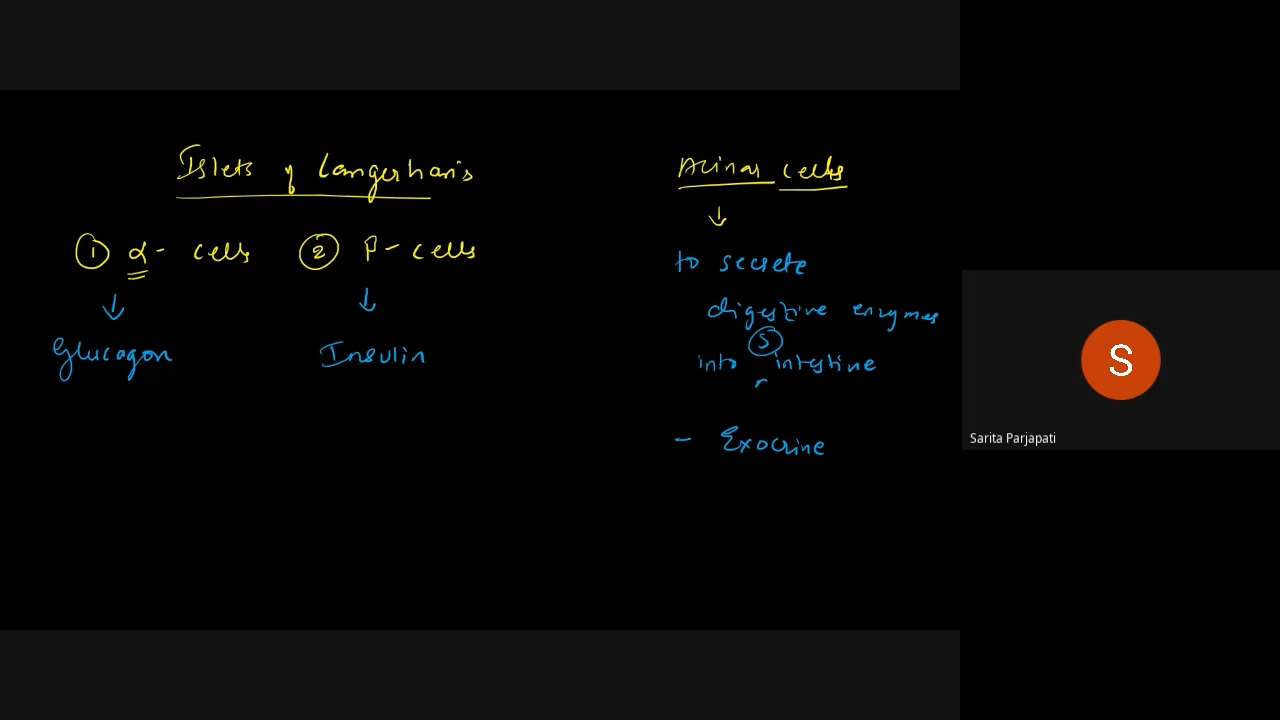 Islets of Langerhans
① α- cells ② β- cells
↓ ↓
Glucagon Insulin
Acinar cells
↓
to secrete
digestive enzymes
Ⓢ
into intestine
- Exocrine
S
Sarita Parjapati